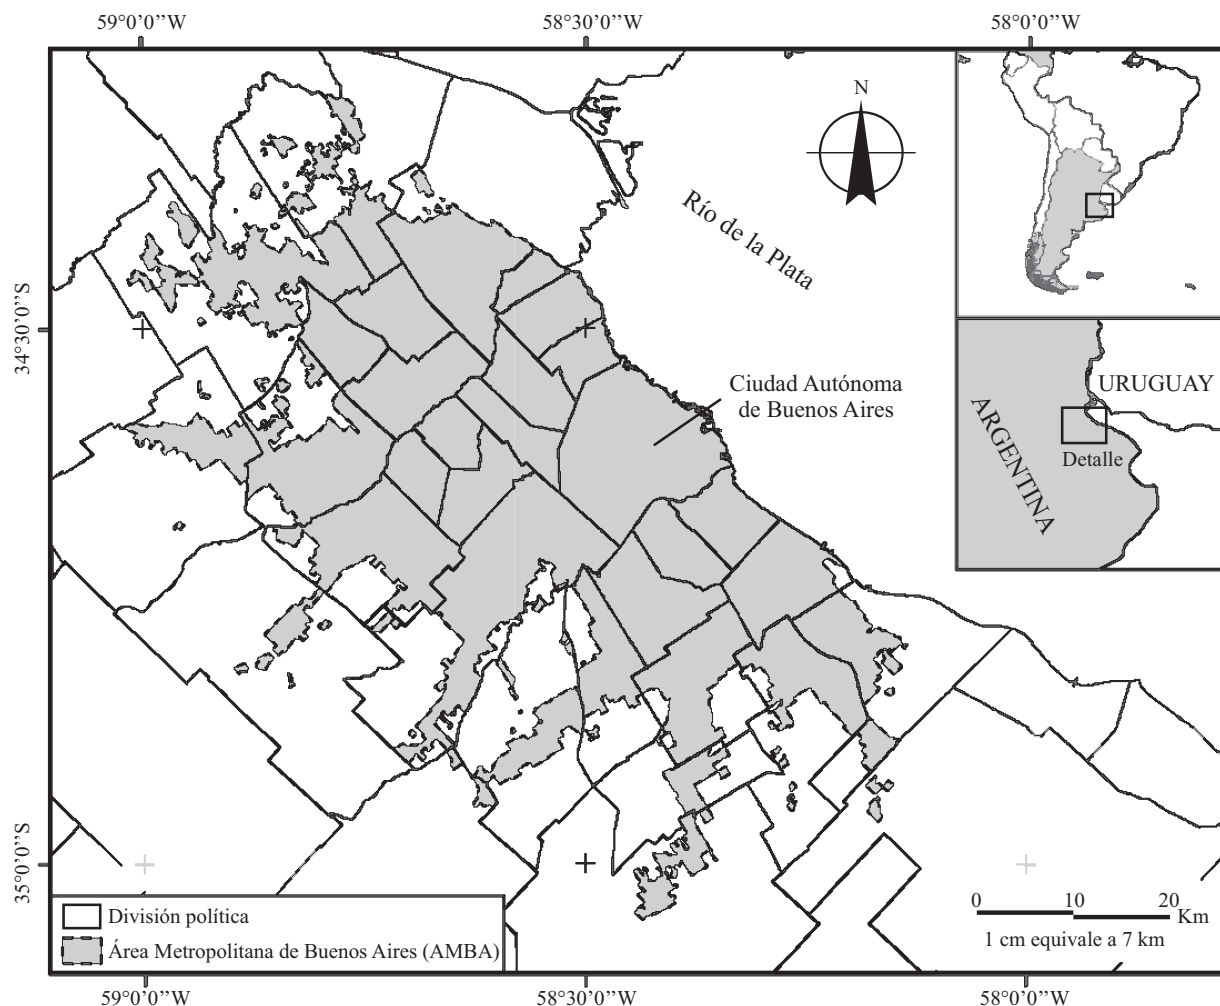 59°0’0’’W
58°30’0’’W
58°0’0’’W
N
Río de la Plata
34°30’0’’S
Ciudad Autónoma
de Buenos Aires
URUGUAY
ARGENTINA
Detalle
35°0’0’’S
División política
Área Metropolitana de Buenos Aires (AMBA)
0 10 20
Km
1 cm equivale a 7 km
59°0’0’’W
58°30’0’’W
58°0’0’’W